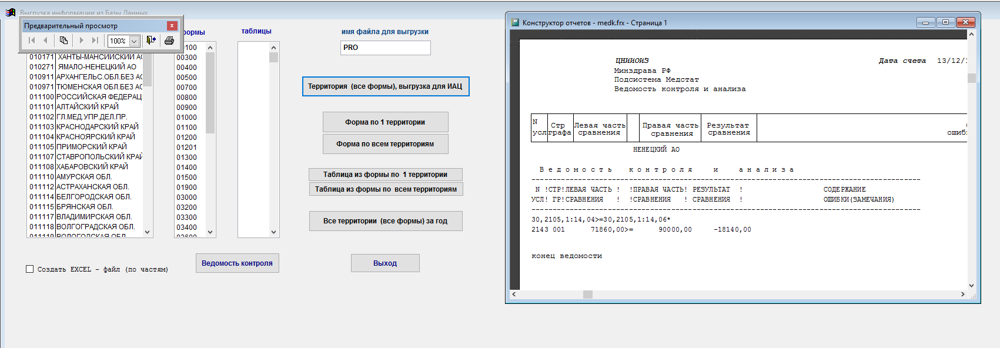 Выгрузка информации из Базы Данных
Предварительный просмотр
100%
формы
таблицы
имя файла для выгрузки
PRO
010171 ХАНТЫ-МАНСИЙСКИЙ АО
010271 ЯМАЛО-НЕНЕЦКИЙ АО
010911 АРХАНГЕЛЬС.ОБЛ.БЕЗ АО
010971 ТЮМЕНСКАЯ ОБЛ.БЕЗ АО
011100 РОССИЙСКАЯ ФЕДЕРАЦ
011101 АЛТАЙСКИЙ КРАЙ
011102 ГЛ.МЕД.УПР.ДЕЛ.ПР.
011103 КРАСНОДАРСКИЙ КРАЙ
011104 КРАСНОЯРСКИЙ КРАЙ
011105 ПРИМОРСКИЙ КРАЙ
011107 СТАВРОПОЛЬСКИЙ КРАЙ
011108 ХАБАРОВСКИЙ КРАЙ
011110 АМУРСКАЯ ОБЛ.
011112 АСТРАХАНСКАЯ ОБЛ.
011114 БЕЛГОРОДСКАЯ ОБЛ.
011115 БРЯНСКАЯ ОБЛ.
011117 ВЛАДИМИРСКАЯ ОБЛ.
011118 ВОЛГОГРАДСКАЯ ОБЛ.
011119 ВОЛОГОДСКАЯ ОБЛ
100
00300
00400
00500
00700
00800
00900
01000
01100
01200
01201
01300
01400
01500
01900
03000
03200
03300
03400
03600
Территория (все формы), выгрузка для ИАЦ
Форма по 1 территории
Форма по всем территориям
Таблица из формы по 1 территории
Таблица из формы по всем территориям
Все территории (все формы) за год
Создать EXCEL - файл (по частям)
Ведомость контроля
Выход
Конструктор отчетов - medk.frx - Страница 1
ЦНИИОИЗ Дата счета 13/12/1
Минздрава РФ
Подсистема Медстат
Ведомость контроля и анализа
N Стр Левая часть Правая часть Результат
усл графа сравнения сравнения сравнения ошиб
НЕНЕЦКИЙ АО
В е д о м о с т ь к о н т р о л я и а н а л и з а
N !СТР!ЛЕВАЯ ЧАСТЬ ! !ПРАВАЯ ЧАСТЬ! РЕЗУЛЬТАТ ! СОДЕРЖАНИЕ
УСЛ! ГР!СРАВНЕНИЯ ! !СРАВНЕНИЯ ! СРАВНЕНИЯ ! ОШИБКИ(ЗАМЕЧАНИЯ)
30,2105,1:14,04>=30,2105,1:14,06*
2143 001 71860,00>= 90000,00 -18140,00
конец ведомости